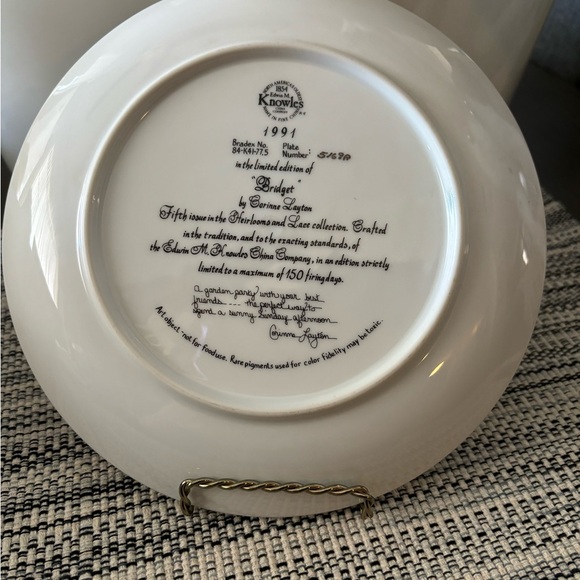 1854
Edwin M.
Knowles
CHINA
COMPANY
1991
Bradex No. Plate
84-K41-77.5 Number:
in the limited edition of
"Bridget"
by Corinne Layton
Fifth issue in the Heirlooms and Lace collection. Crafted
in the tradition, and to the exacting standards, of
the Edwin M. Knowles China Company, in an edition strictly
limited to a maximum of 150 firing days.
A garden party with your best
friends.... the perfect way to
spend a sunny Sunday afternoon
Corinne Layton
Art object - not for food use. Rare pigments used for color fidelity may be toxic.